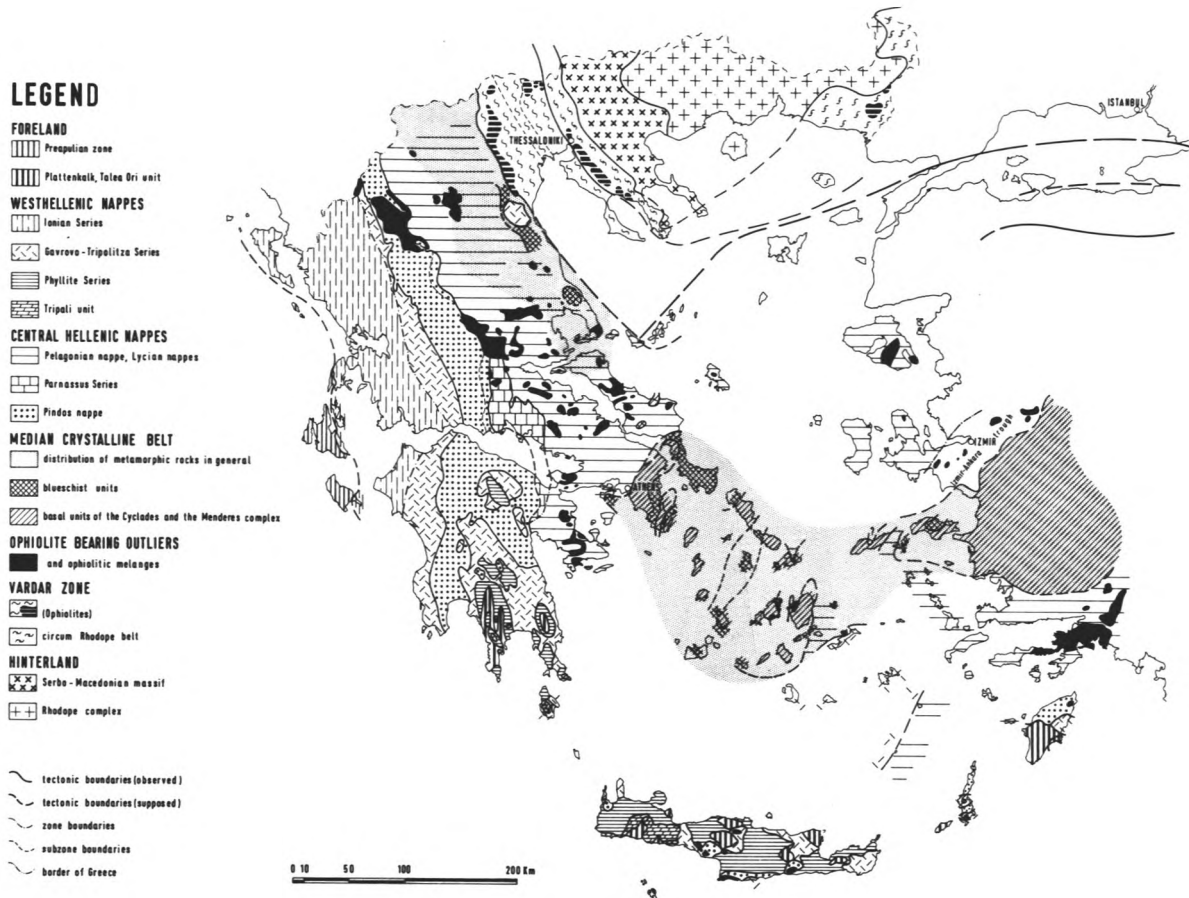 LEGEND
FORELAND
Preapulian zone
Plattenkalk, Talea Ori unit
WESTHELLENIC NAPPES
Ionian Series
Gavrovo-Tripolitza Series
Phyllite Series
Tripali unit
CENTRAL HELLENIC NAPPES
Pelagonian nappe, Lycian nappes
Parnassus Series
Pindos nappe
MEDIAN CRYSTALLINE BELT
distribution of metamorphic rocks in general
blueschist units
basal units of the Cyclades and the Menderes complex
OPHIOLITE BEARING OUTLIERS
and ophiolitic melanges
VARDAR ZONE
(Ophiolites)
circum Rhodope belt
HINTERLAND
Serbo-Macedonian massif
Rhodope complex
tectonic boundaries (observed)
tectonic boundaries (supposed)
zone boundaries
subzone boundaries
border of Greece
THESSALONIKI
ISTANBUL
IZMIR
Izmir-Ankara trough
ATHENS
0 10 50 100 200 Km